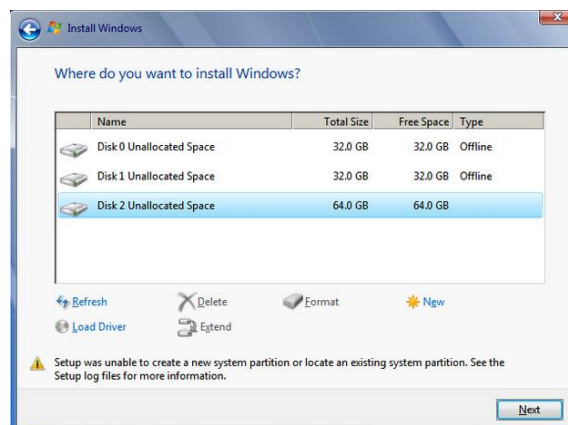 Install Windows
Where do you want to install Windows?
Name Total Size Free Space Type
Disk 0 Unallocated Space 32.0 GB 32.0 GB Offline
Disk 1 Unallocated Space 32.0 GB 32.0 GB Offline
Disk 2 Unallocated Space 64.0 GB 64.0 GB
Refresh Delete Format New
Load Driver Extend
Setup was unable to create a new system partition or locate an existing system partition. See the
Setup log files for more information.
Next